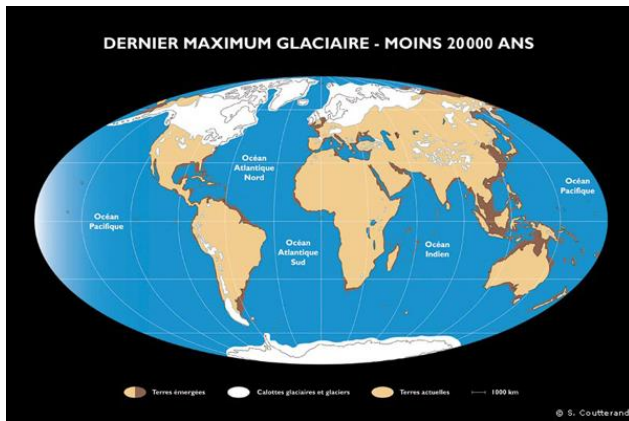 DERNIER MAXIMUM GLACIAIRE - MOINS 20000 ANS
Océan
Atlantique
Nord
Océan
Pacifique
Océan
Pacifique
Océan
Atlantique
Sud
Océan
Indien
Terres émergées
Calottes glaciaires et glaciers
Terres actuelles
1000 km
© S. Coutterand